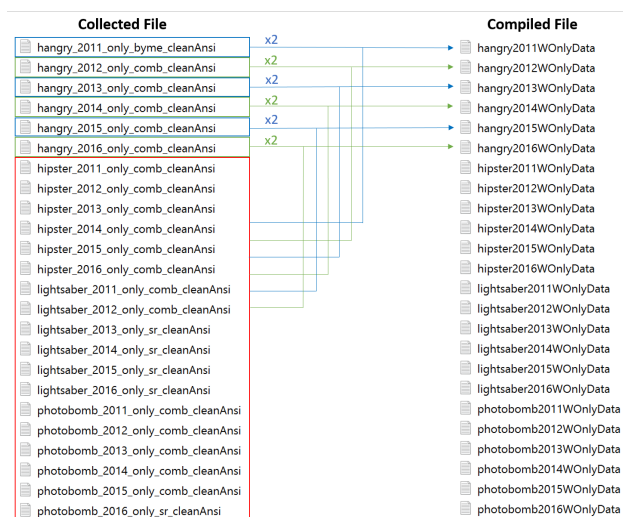 Collected File
hangry_2011_only_byme_cleanAnsi
hangry_2012_only_comb_cleanAnsi
hangry_2013_only_comb_cleanAnsi
hangry_2014_only_comb_cleanAnsi
hangry_2015_only_comb_cleanAnsi
hangry_2016_only_comb_cleanAnsi
hipster_2011_only_comb_cleanAnsi
hipster_2012_only_comb_cleanAnsi
hipster_2013_only_comb_cleanAnsi
hipster_2014_only_comb_cleanAnsi
hipster_2015_only_comb_cleanAnsi
hipster_2016_only_comb_cleanAnsi
lightsaber_2011_only_comb_cleanAnsi
lightsaber_2012_only_comb_cleanAnsi
lightsaber_2013_only_sr_cleanAnsi
lightsaber_2014_only_sr_cleanAnsi
lightsaber_2015_only_sr_cleanAnsi
lightsaber_2016_only_sr_cleanAnsi
photobomb_2011_only_comb_cleanAnsi
photobomb_2012_only_comb_cleanAnsi
photobomb_2013_only_comb_cleanAnsi
photobomb_2014_only_comb_cleanAnsi
photobomb_2015_only_comb_cleanAnsi
photobomb_2016_only_sr_cleanAnsi
x2
x2
x2
x2
x2
x2
Compiled File
hangry2011WOnlyData
hangry2012WOnlyData
hangry2013WOnlyData
hangry2014WOnlyData
hangry2015WOnlyData
hangry2016WOnlyData
hipster2011WOnlyData
hipster2012WOnlyData
hipster2013WOnlyData
hipster2014WOnlyData
hipster2015WOnlyData
hipster2016WOnlyData
lightsaber2011WOnlyData
lightsaber2012WOnlyData
lightsaber2013WOnlyData
lightsaber2014WOnlyData
lightsaber2015WOnlyData
lightsaber2016WOnlyData
photobomb2011WOnlyData
photobomb2012WOnlyData
photobomb2013WOnlyData
photobomb2014WOnlyData
photobomb2015WOnlyData
photobomb2016WOnlyData